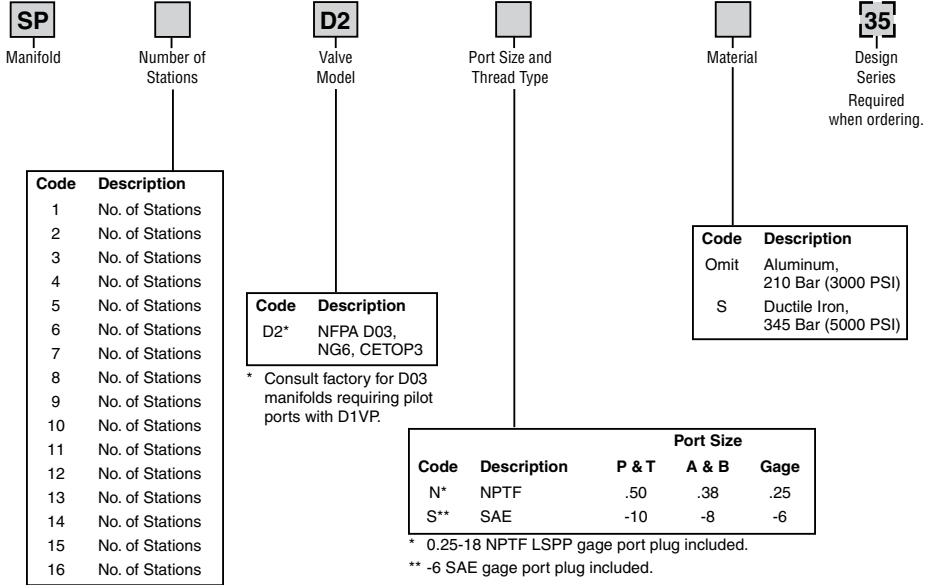 SP
Manifold
Number of
Stations
D2
Valve
Model
Port Size and
Thread Type
Material
35
Design
Series
Required
when ordering.
Code Description
1 No. of Stations
2 No. of Stations
3 No. of Stations
4 No. of Stations
5 No. of Stations
6 No. of Stations
7 No. of Stations
8 No. of Stations
9 No. of Stations
10 No. of Stations
11 No. of Stations
12 No. of Stations
13 No. of Stations
14 No. of Stations
15 No. of Stations
16 No. of Stations
Code Description
D2* NFPA D03,
NG6, CETOP3
* Consult factory for D03
manifolds requiring pilot
ports with D1VP.
Port Size
Code Description P & T A & B Gage
N* NPTF .50 .38 .25
S** SAE -10 -8 -6
* 0.25-18 NPTF LSPP gage port plug included.
** -6 SAE gage port plug included.
Code Description
Omit Aluminum,
210 Bar (3000 PSI)
S Ductile Iron,
345 Bar (5000 PSI)